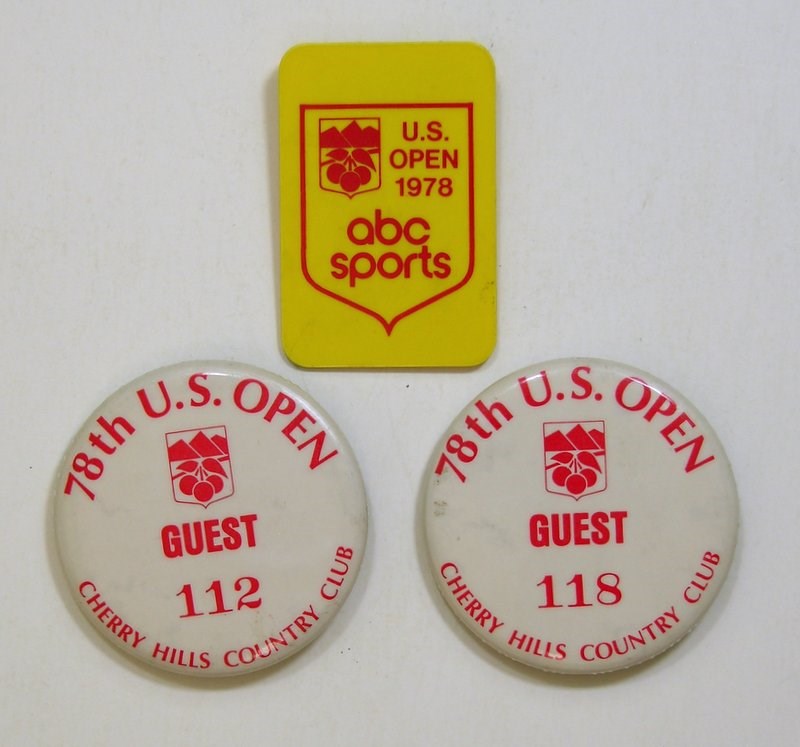 U.S.
OPEN
1978
abc
sports
78th U.S. OPEN
GUEST
112
CHERRY HILLS COUNTRY CLUB
78th U.S. OPEN
GUEST
118
CHERRY HILLS COUNTRY CLUB